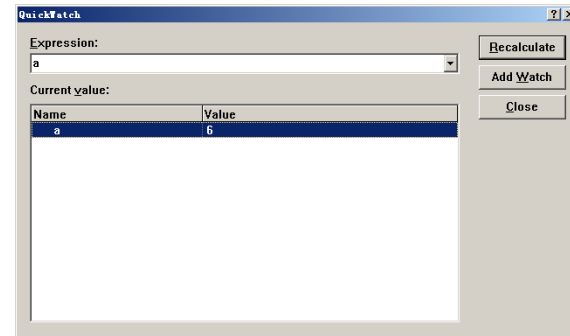 QuickWatch
Expression:
Recalculate
a
Add Watch
Current value:
Close
Name Value
a 6